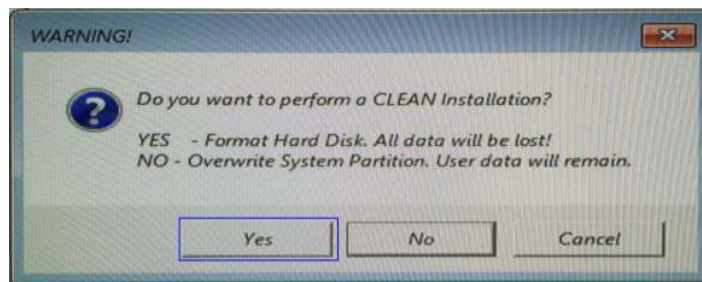 WARNING!
Do you want to perform a CLEAN Installation?
YES - Format Hard Disk. All data will be lost!
NO - Overwrite System Partition. User data will remain.
Yes No Cancel